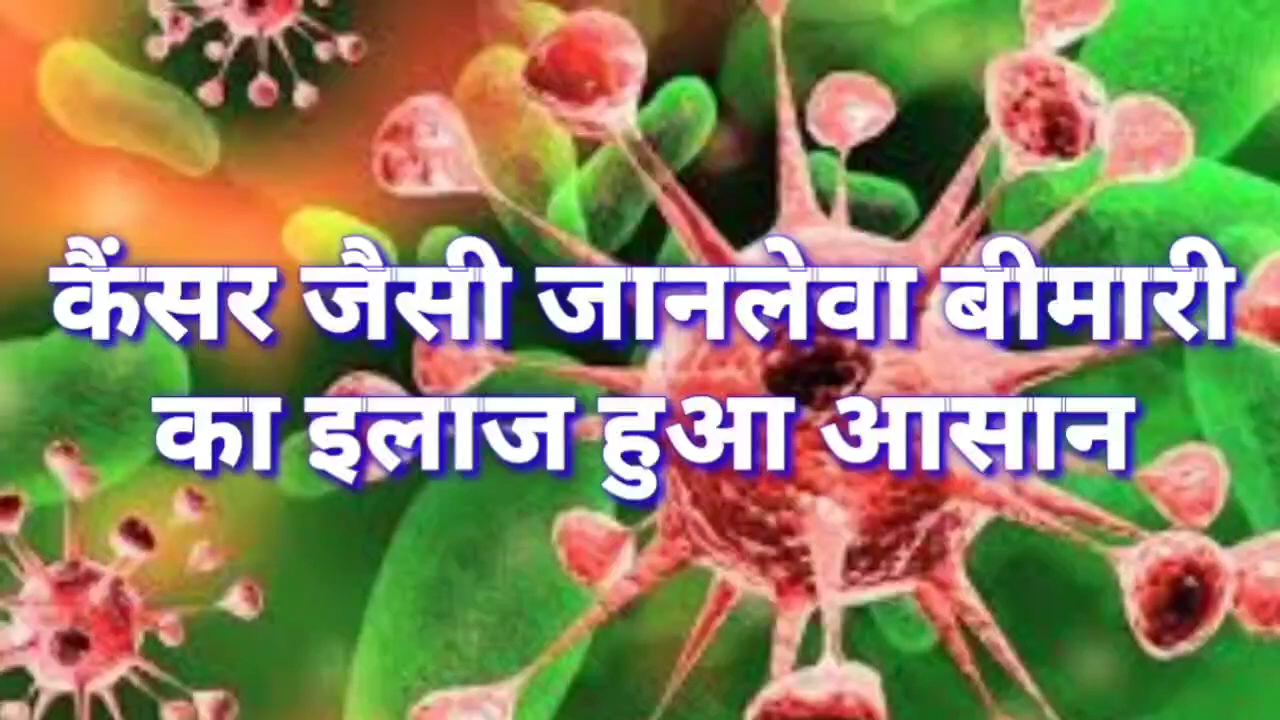 कैंसर जैसी जानलेवा बीमारी
का इलाज हुआ आसान